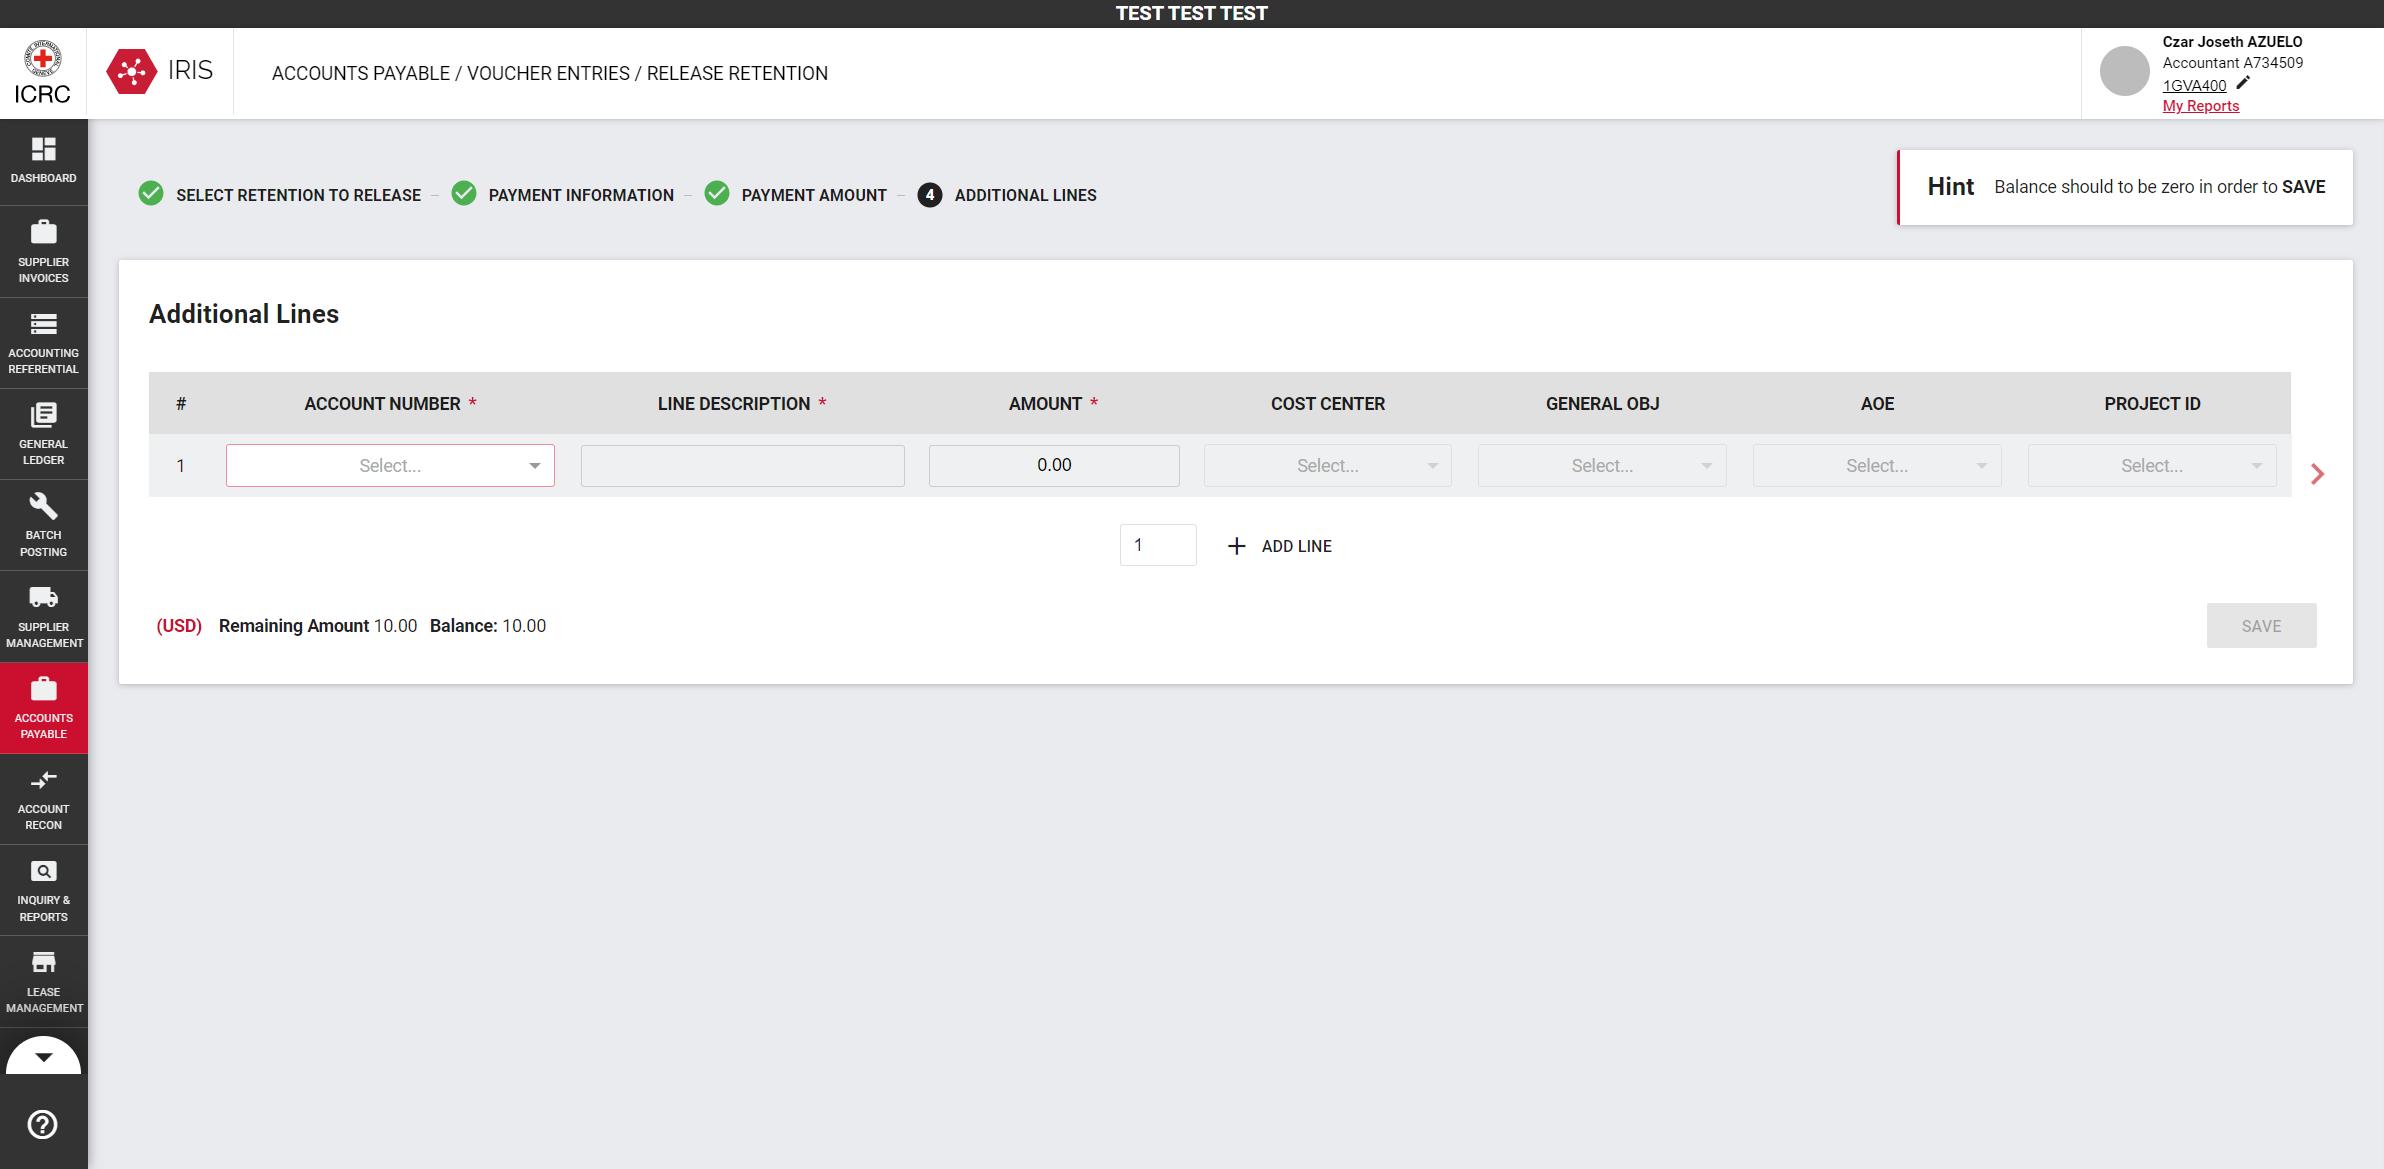 TEST TEST TEST
ICRC
IRIS
ACCOUNTS PAYABLE / VOUCHER ENTRIES / RELEASE RETENTION
Czar Joseth AZUELO
Accountant A734509
1GVA400
My Reports
DASHBOARD
SUPPLIER
INVOICES
ACCOUNTING
REFERENTIAL
GENERAL
LEDGER
BATCH
POSTING
SUPPLIER
MANAGEMENT
ACCOUNTS
PAYABLE
ACCOUNT
RECON
INQUIRY &
REPORTS
LEASE
MANAGEMENT
SELECT RETENTION TO RELEASE – PAYMENT INFORMATION – PAYMENT AMOUNT – 4 ADDITIONAL LINES
Hint Balance should to be zero in order to SAVE
Additional Lines
# ACCOUNT NUMBER * LINE DESCRIPTION * AMOUNT * COST CENTER GENERAL OBJ AOE PROJECT ID
1 Select... 0.00 Select... Select... Select... Select...
1 + ADD LINE
(USD) Remaining Amount 10.00 Balance: 10.00
SAVE